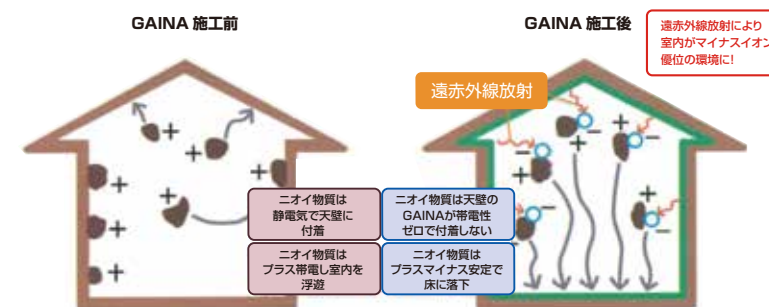 GAINA 施工前
GAINA 施工後
遠赤外線放射により
室内がマイナスイオン
優位の環境に!
遠赤外線放射
ニオイ物質は
静電気で天壁に
付着
ニオイ物質は天壁の
GAINAが帯電性
ゼロで付着しない
ニオイ物質は
プラス帯電し室内を
浮遊
ニオイ物質は
プラスマイナス安定で
床に落下